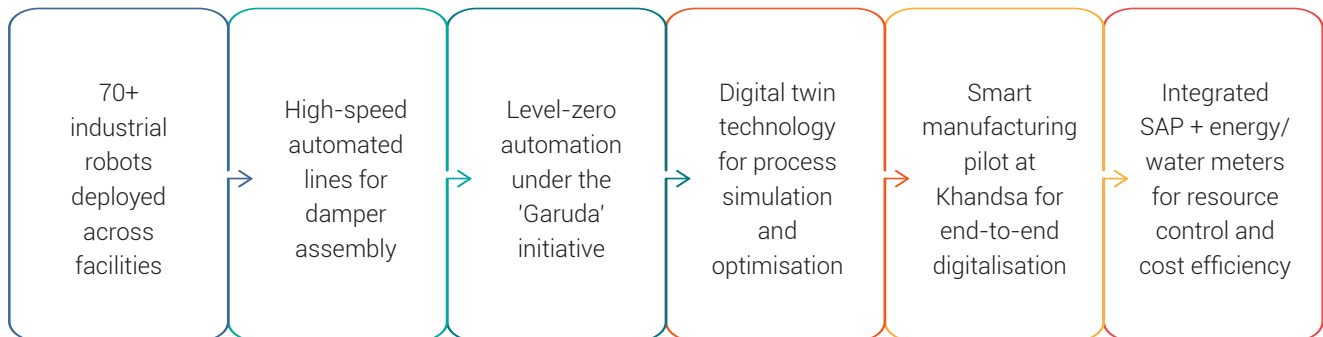 70+
industrial
robots
deployed
across
facilities
High-speed
automated
lines for
damper
assembly
Level-zero
automation
under the
'Garuda'
initiative
Digital twin
technology
for process
simulation
and
optimisation
Smart
manufacturing
pilot at
Khandsa for
end-to-end
digitalisation
Integrated
SAP + energy/
water meters
for resource
control and
cost efficiency